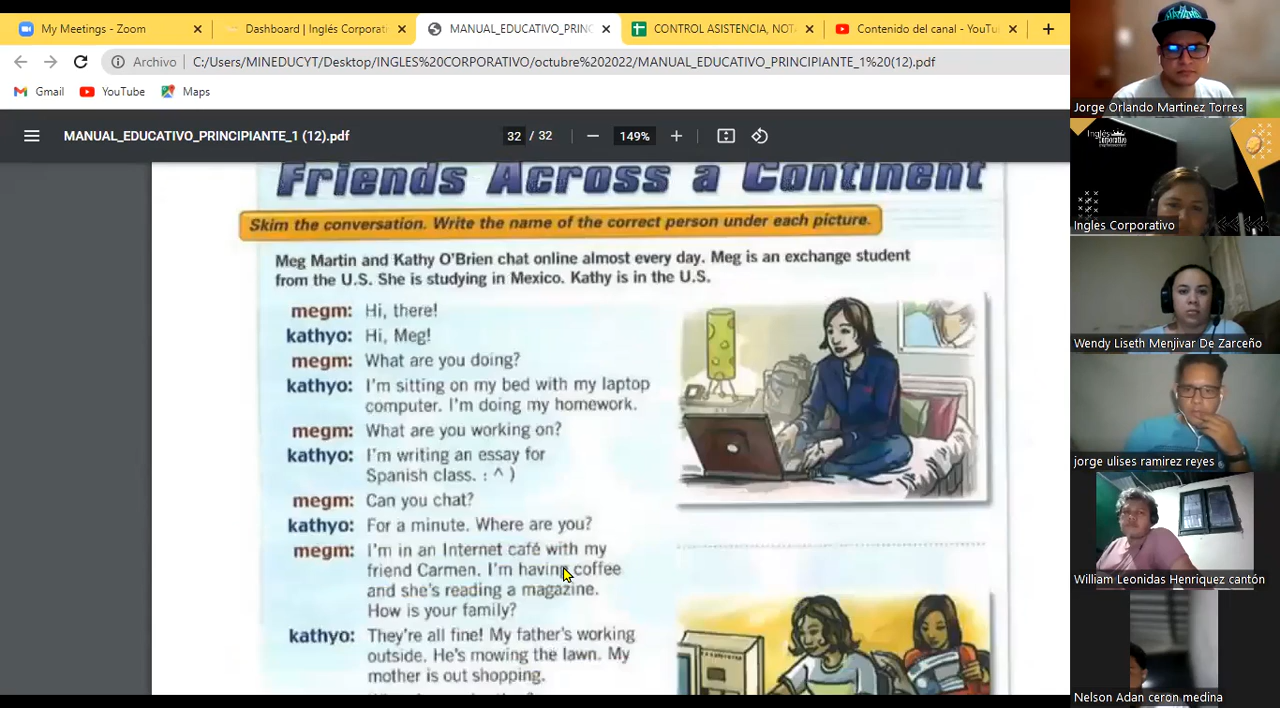 My Meetings - Zoom
Dashboard | Inglés Corporati
MANUAL_EDUCATIVO_PRINC
CONTROL ASISTENCIA, NOT
Contenido del canal - YouTu
Archivo
C:/Users/MINEDUCYT/Desktop/INGLES%20CORPORATIVO/octubre%202022/MANUAL_EDUCATIVO_PRINCIPIANTE_1%20(12).pdf
Gmail
YouTube
Maps
MANUAL_EDUCATIVO_PRINCIPIANTE_1 (12).pdf
32 / 32
149%
Friends Across a Continent
Skim the conversation. Write the name of the correct person under each picture.
Meg Martin and Kathy O'Brien chat online almost every day. Meg is an exchange student
from the U.S. She is studying in Mexico. Kathy is in the U.S.
megm: Hi, there!
kathyo: Hi, Meg!
megm: What are you doing?
kathyo: I'm sitting on my bed with my laptop
computer. I'm doing my homework.
megm: What are you working on?
kathyo: I'm writing an essay for
Spanish class. : ^ )
megm: Can you chat?
kathyo: For a minute. Where are you?
megm: I'm in an Internet café with my
friend Carmen. I'm having coffee
and she's reading a magazine.
How is your family?
kathyo: They're all fine! My father's working
outside. He's mowing the lawn. My
mother is out shopping.
Jorge Orlando Martinez Torres
Inglés
Corporativo
Ingles Corporativo
Wendy Liseth Menjivar De Zarceño
jorge ulises ramirez reyes
William Leonidas Henriquez cantón
Nelson Adan ceron medina